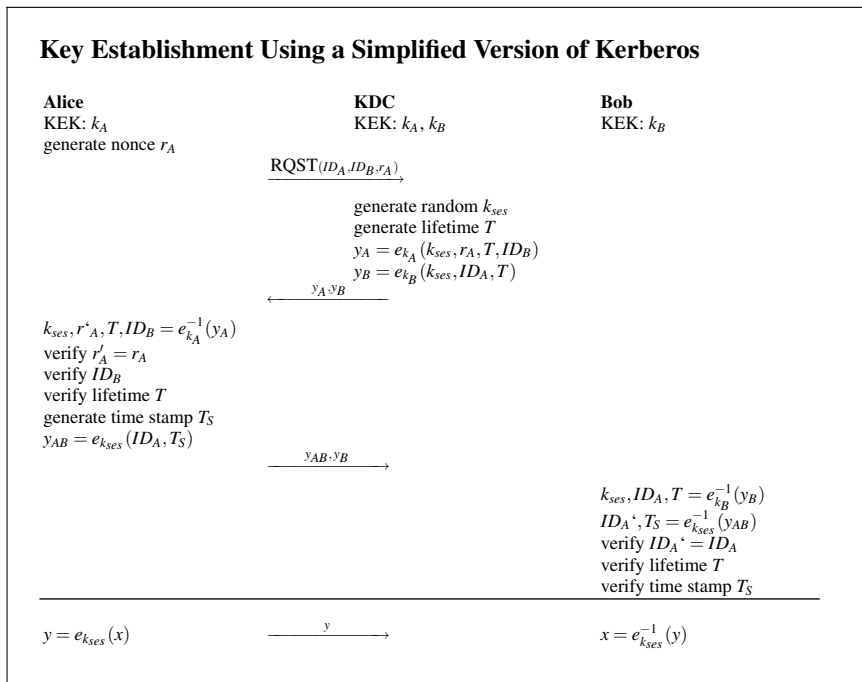 Key Establishment Using a Simplified Version of Kerberos
Alice KDC Bob
KEK: k_A KEK: k_A, k_B KEK: k_B
generate nonce r_A
RQST(ID_A,ID_B,r_A)
generate random k_ses
generate lifetime T
y_A = e_{k_A}(k_ses, r_A, T, ID_B)
y_B = e_{k_B}(k_ses, ID_A, T)
y_A, y_B
k_ses, r‘_A, T, ID_B = e^{-1}_{k_A}(y_A)
verify r'_A = r_A
verify ID_B
verify lifetime T
generate time stamp T_S
y_AB = e_{k_ses}(ID_A, T_S)
y_AB, y_B
k_ses, ID_A, T = e^{-1}_{k_B}(y_B)
ID_A‘, T_S = e^{-1}_{k_ses}(y_AB)
verify ID_A‘ = ID_A
verify lifetime T
verify time stamp T_S
y = e_{k_ses}(x) y x = e^{-1}_{k_ses}(y)